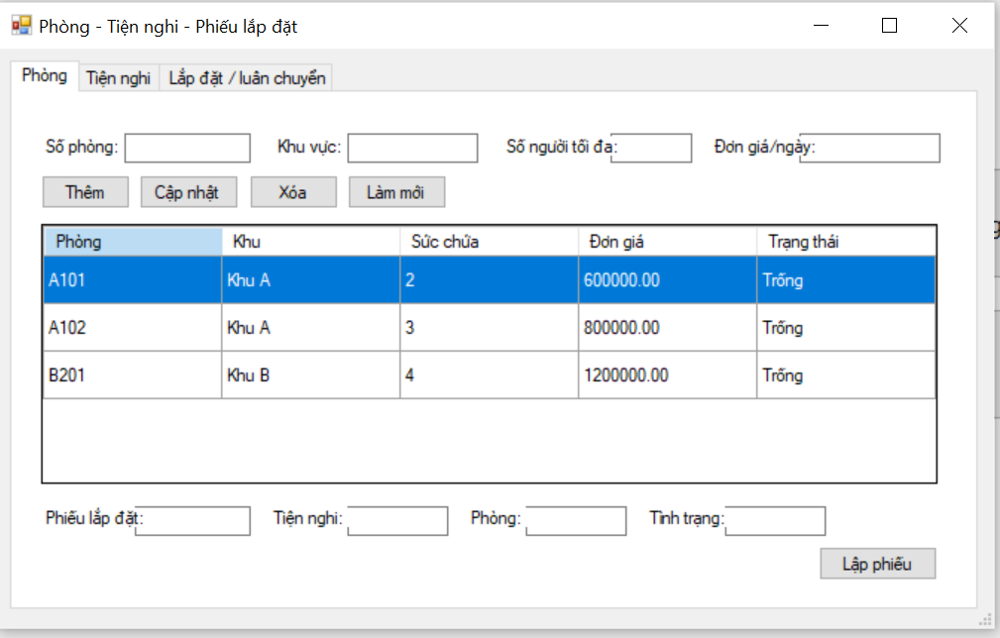 Phòng - Tiện nghi - Phiếu lắp đặt
Phòng Tiện nghi Lắp đặt / luân chuyển
Số phòng: Khu vực: Số người tối đa: Đơn giá/ngày:
Thêm Cập nhật Xóa Làm mới
Phòng Khu Sức chứa Đơn giá Trạng thái
A101 Khu A 2 600000.00 Trống
A102 Khu A 3 800000.00 Trống
B201 Khu B 4 1200000.00 Trống
Phiếu lắp đặt: Tiện nghi: Phòng: Tình trạng:
Lập phiếu